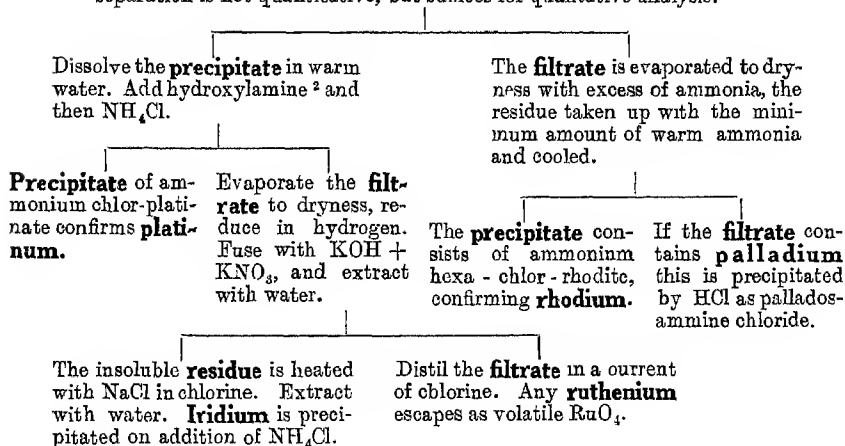 separation is not quantitative, but suffices for qualitative analysis.
Dissolve the precipitate in warm
water. Add hydroxylamine ² and
then NH₄Cl.
The filtrate is evaporated to dry-
ness with excess of ammonia, the
residue taken up with the mini-
mum amount of warm ammonia
and cooled.
Precipitate of am-
monium chlor-plati-
nate confirms plati-
num.
Evaporate the filt-
rate to dryness, re-
duce in hydrogen.
Fuse with KOH +
KNO₃, and extract
with water.
The precipitate con-
sists of ammonium
hexa - chlor - rhodite,
confirming rhodium.
If the filtrate con-
tains palladium
this is precipitated
by HCl as pallados-
ammine chloride.
The insoluble residue is heated
with NaCl in chlorine. Extract
with water. Iridium is preci-
pitated on addition of NH₄Cl.
Distil the filtrate in a current
of chlorine. Any ruthenium
escapes as volatile RuO₄.